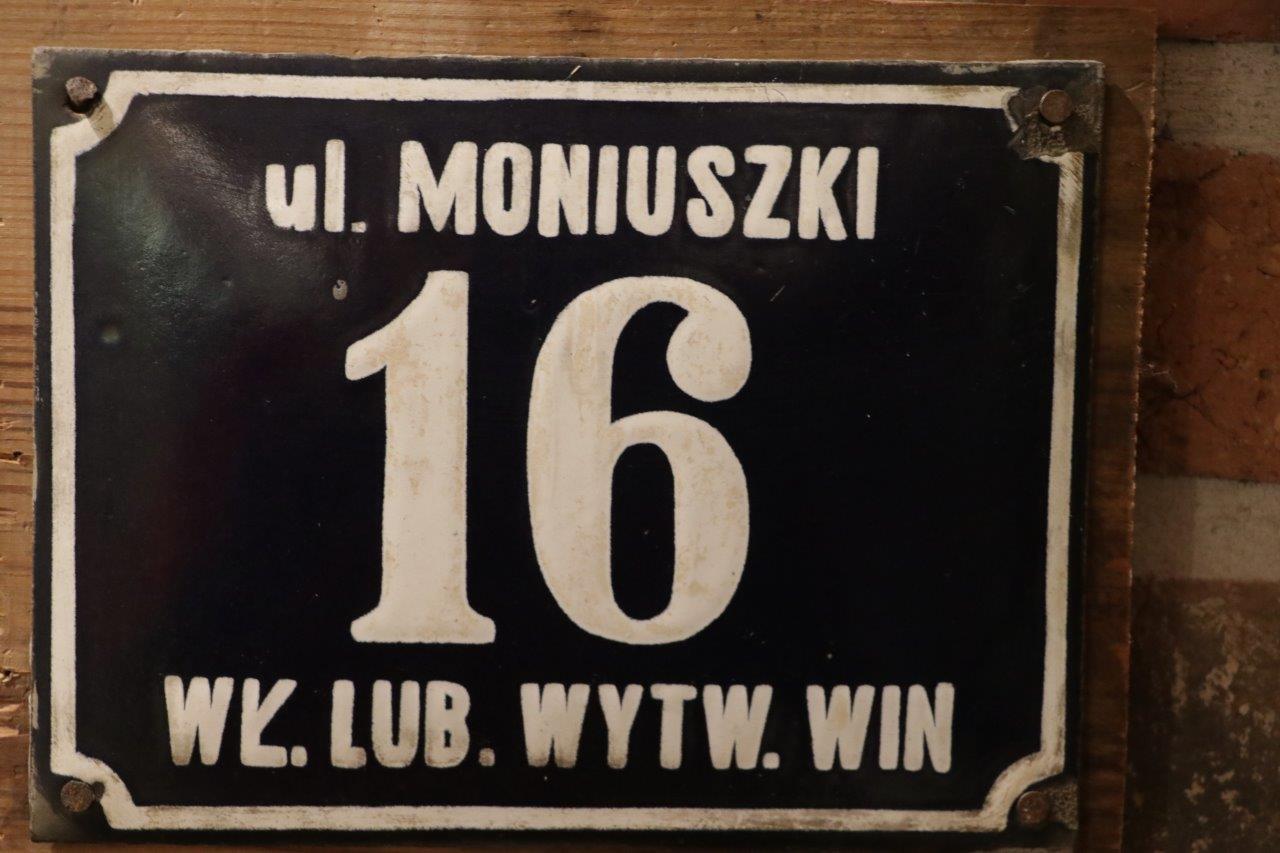 ul. MONIUSZKI
16
WŁ. LUB. WYTW. WIN